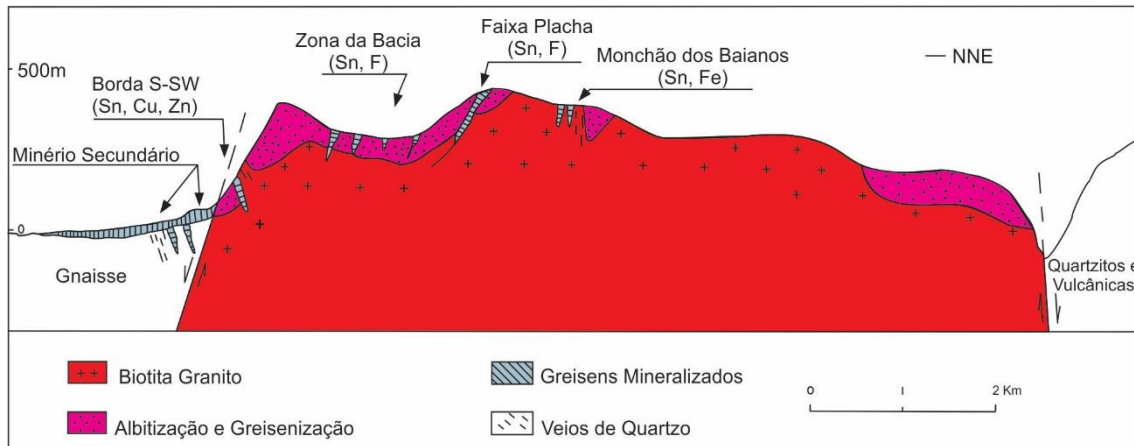 500m
Borda S-SW
(Sn, Cu, Zn)
Zona da Bacia
(Sn, F)
Faixa Placha
(Sn, F)
Monchão dos Baianos
(Sn, Fe)
NNE
Minério Secundário
0
Gnaisse
Quartzitos e
Vulcânicas
Biotita Granito
Greisens Mineralizados
Albitização e Greisenização
Veios de Quartzo
0 1 2 Km